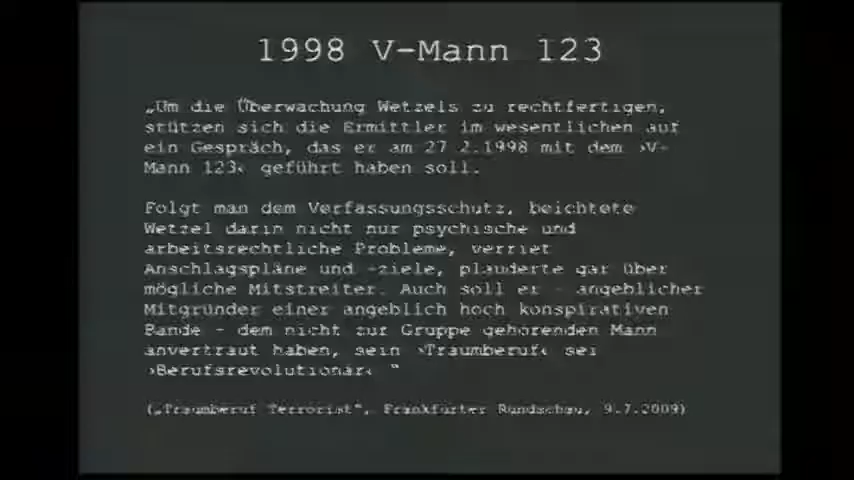 1998 V-Mann 123
„Um die Überwachung Wetzels zu rechtfertigen,
stützen sich die Ermittler im wesentlichen auf
ein Gespräch, das er am 27.2.1998 mit dem ›V-
Mann 123‹ geführt haben soll.
Folgt man dem Verfassungsschutz, beichtete
Wetzel darin nicht nur psychische und
arbeitsrechtliche Probleme, verriet
Anschlagspläne und -ziele, plauderte gar über
mögliche Mitstreiter. Auch soll er - angeblicher
Mitgründer einer angeblich hoch konspirativen
Bande - dem nicht zur Gruppe gehörenden Mann
anvertraut haben, sein ›Traumberuf‹ sei
›Berufsrevolutionär‹ “
(„Traumberuf Terrorist“, Frankfurter Rundschau, 9.7.2009)